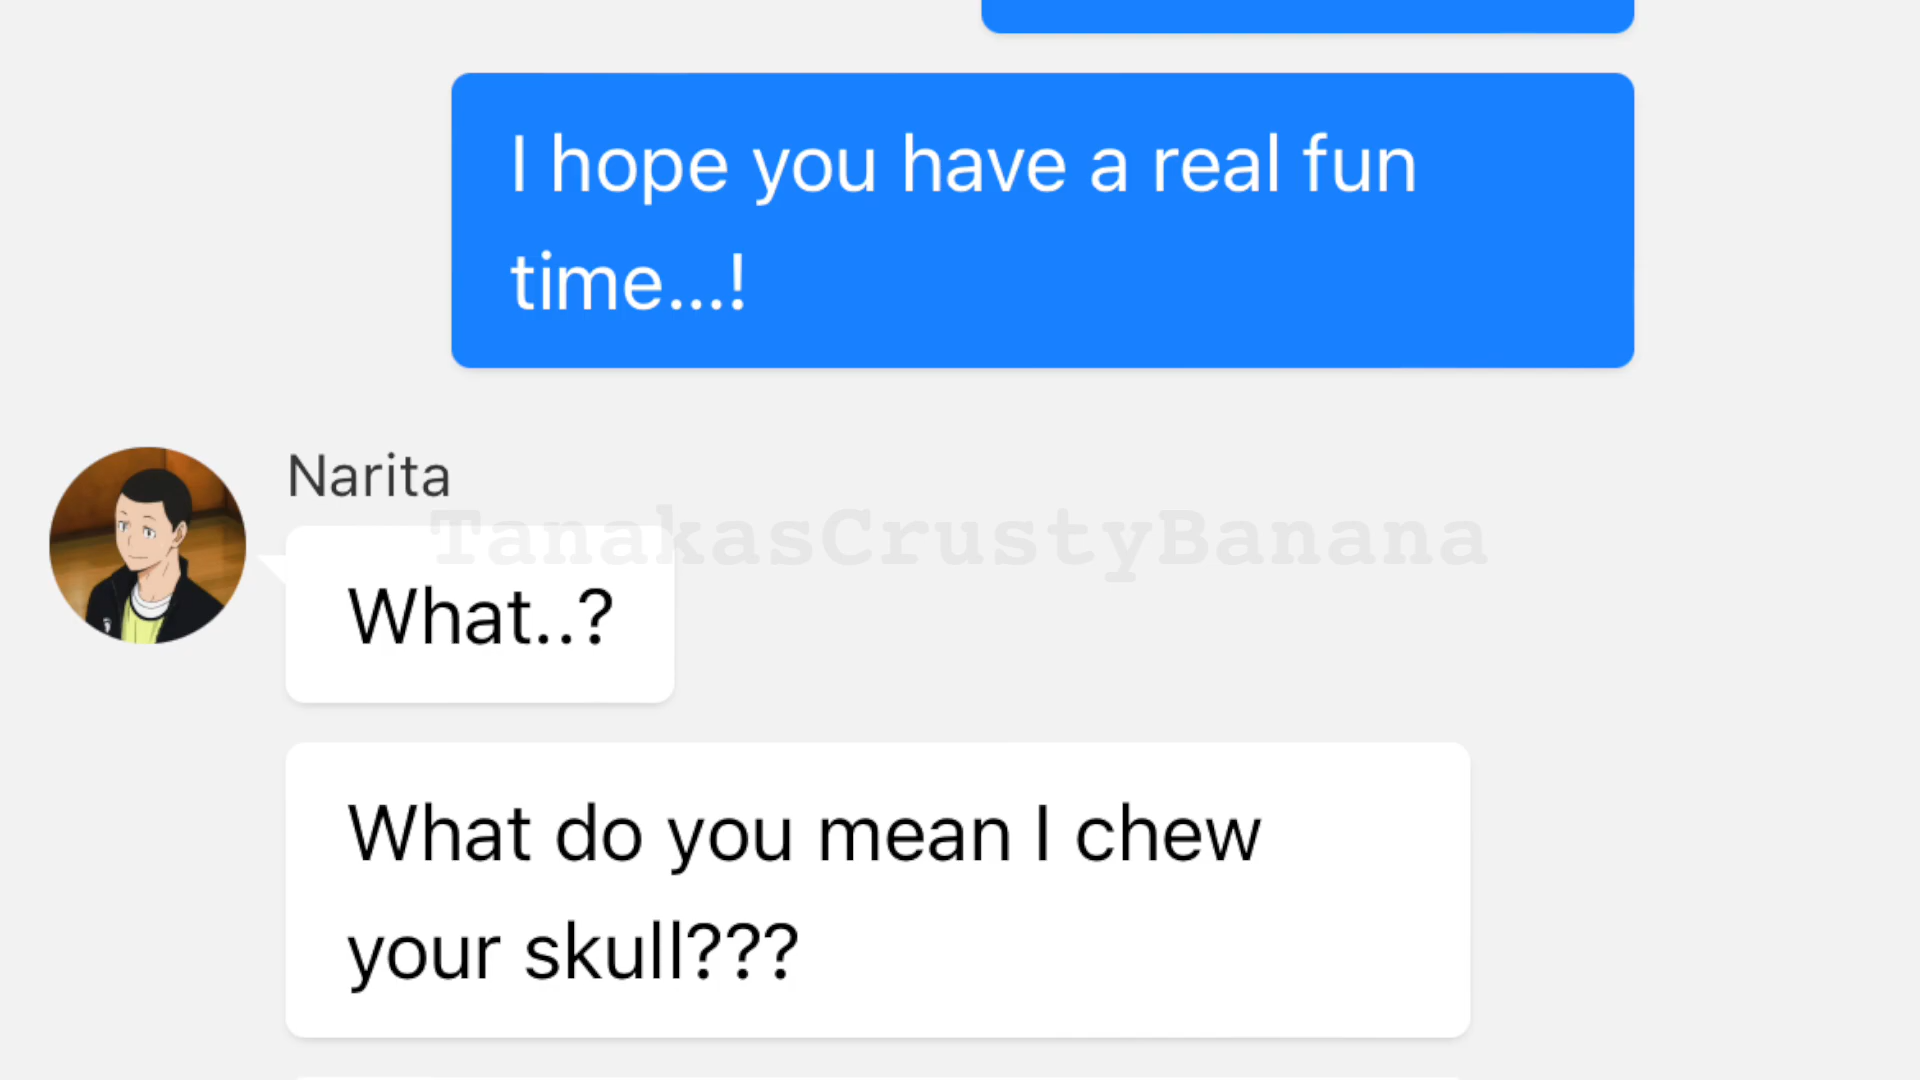 I hope you have a real fun
time...!
Narita
TanakasCrustyBanana
What..?
What do you mean I chew
your skull???